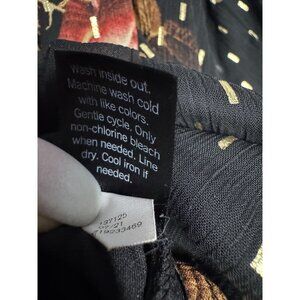 wash inside out.
Machine wash cold
with like colors.
Gentle cycle. Only
non-chlorine bleach
when needed. Line
dry. Cool iron if
needed.